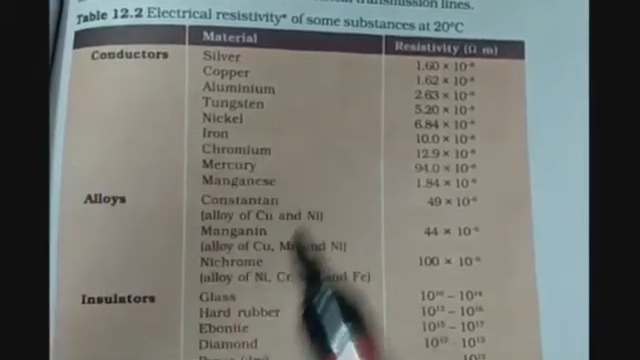 transmission lines.
Table 12.2 Electrical resistivity* of some substances at 20°C
Material Resistivity (Ω m)
Conductors Silver 1.60 × 10⁻⁸
Copper 1.62 × 10⁻⁸
Aluminium 2.63 × 10⁻⁸
Tungsten 5.20 × 10⁻⁸
Nickel 6.84 × 10⁻⁸
Iron 10.0 × 10⁻⁸
Chromium 12.9 × 10⁻⁸
Mercury 94.0 × 10⁻⁸
Manganese 1.84 × 10⁻⁶
Alloys Constantan 49 × 10⁻⁶
(alloy of Cu and Ni)
Manganin 44 × 10⁻⁶
(alloy of Cu, Mn and Ni)
Nichrome 100 × 10⁻⁶
(alloy of Ni, Cr, and Fe)
Insulators Glass 10¹⁰ – 10¹⁴
Hard rubber 10¹³ – 10¹⁶
Ebonite 10¹⁵ – 10¹⁷
Diamond 10¹² - 10¹³